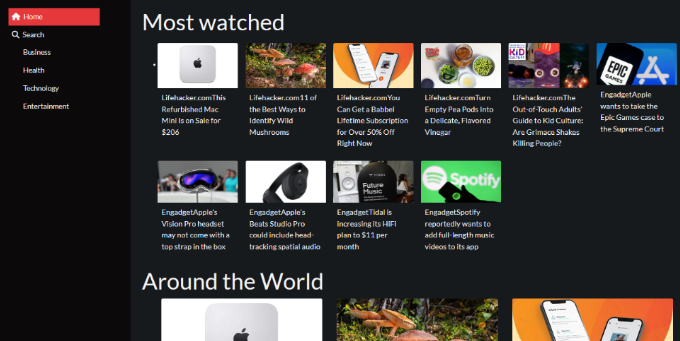 Home
Search
Business
Health
Technology
Entertainment
Most watched
KiD
EPIC
GAMES
Future
Music
Spotify
Lifehacker.comThis
Refurbished Mac
Mini is on Sale for
$206
Lifehacker.com11 of
the Best Ways to
Identify Wild
Mushrooms
Lifehacker.comYou
Can Get a Babbel
Lifetime Subscription
for Over 50% Off
Right Now
Lifehacker.comTurn
Empty Pea Pods Into
a Delicate, Flavored
Vinegar
Lifehacker.comThe
Out-of-Touch Adults'
Guide to Kid Culture:
Are Grimace Shakes
Killing People?
EngadgetApple
wants to take the
Epic Games case to
the Supreme Court
EngadgetApple's
Vision Pro headset
may not come with a
top strap in the box
EngadgetApple's
Beats Studio Pro
could include head-
tracking spatial audio
EngadgetTidal is
increasing its HiFi
plan to $11 per
month
EngadgetSpotify
reportedly wants to
add full-length music
videos to its app
Around the World